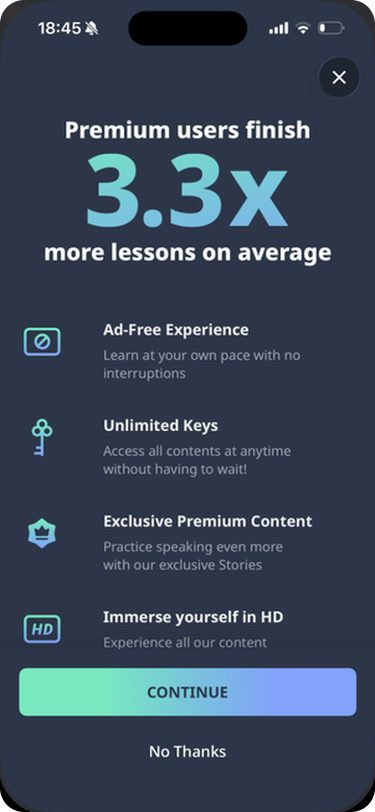 18:45
Premium users finish
3.3x
more lessons on average
Ad-Free Experience
Learn at your own pace with no
interruptions
Unlimited Keys
Access all contents at anytime
without having to wait!
Exclusive Premium Content
Practice speaking even more
with our exclusive Stories
HD
Immerse yourself in HD
Experience all our content
CONTINUE
No Thanks